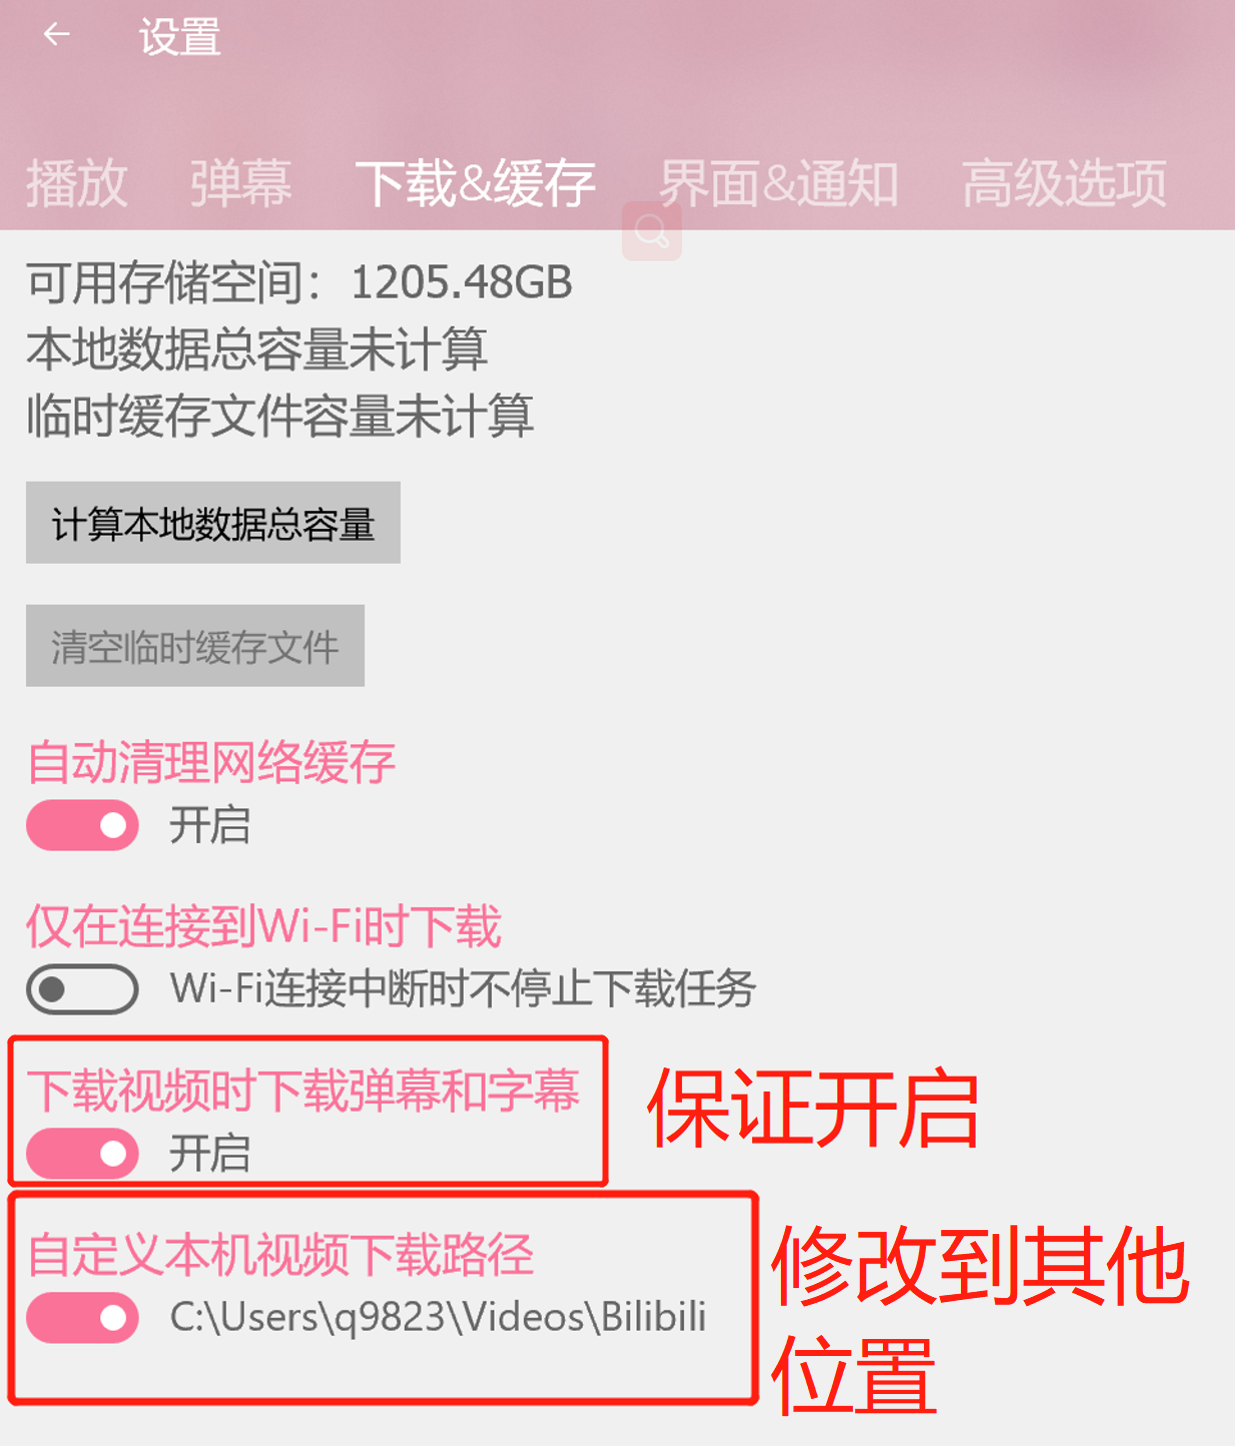 设置
播放 弹幕 下载&缓存 界面&通知 高级选项
可用存储空间：1205.48GB
本地数据总容量未计算
临时缓存文件容量未计算
计算本地数据总容量
清空临时缓存文件
自动清理网络缓存
开启
仅在连接到Wi-Fi时下载
Wi-Fi连接中断时不停止下载任务
下载视频时下载弹幕和字幕
开启
保证开启
自定义本机视频下载路径
C:\Users\q9823\Videos\Bilibili
修改到其他
位置